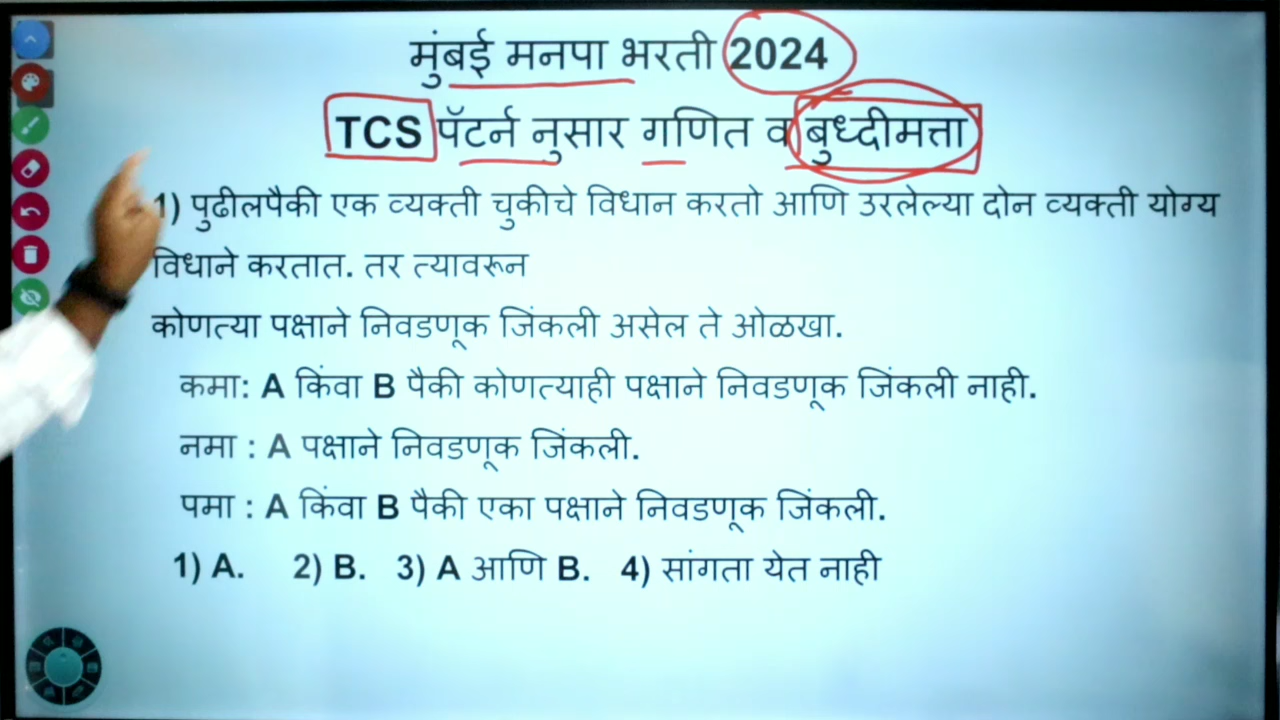 मुंबई मनपा भरती 2024
TCS पॅटर्न नुसार गणित व बुध्दीमत्ता
1) पुढीलपैकी एक व्यक्ती चुकीचे विधान करतो आणि उरलेल्या दोन व्यक्ती योग्य
विधाने करतात. तर त्यावरून
कोणत्या पक्षाने निवडणूक जिंकली असेल ते ओळखा.
कमा: A किंवा B पैकी कोणत्याही पक्षाने निवडणूक जिंकली नाही.
नमा : A पक्षाने निवडणूक जिंकली.
पमा : A किंवा B पैकी एका पक्षाने निवडणूक जिंकली.
1) A. 2) B. 3) A आणि B. 4) सांगता येत नाही